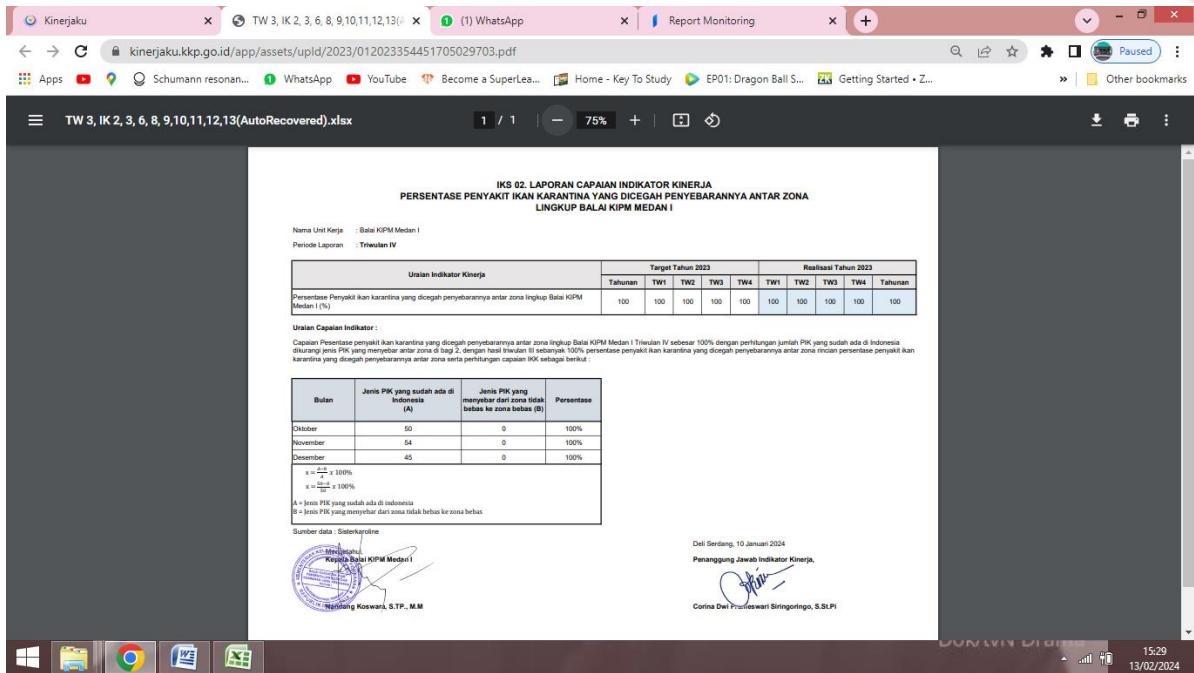 Kinerjaku
TW 3, IK 2, 3, 6, 8, 9,10,11,12,13(
(1) WhatsApp
Report Monitoring
kinerjaku.kkp.go.id/app/assets/upld/2023/012023354451705029703.pdf
Paused
Apps
Schumann resonan...
WhatsApp
YouTube
Become a SuperLea...
Home - Key To Study
EP01: Dragon Ball S...
Getting Started • Z...
Other bookmarks
TW 3, IK 2, 3, 6, 8, 9,10,11,12,13(AutoRecovered).xlsx
1 / 1
75%
IKS 02. LAPORAN CAPAIAN INDIKATOR KINERJA
PERSENTASE PENYAKIT IKAN KARANTINA YANG DICEGAH PENYEBARANNYA ANTAR ZONA
LINGKUP BALAI KIPM MEDAN I
Nama Unit Kerja : Balai KIPM Medan I
Periode Laporan : Triwulan IV
Uraian Indikator Kinerja
Target Tahun 2023
Realisasi Tahun 2023
Tahunan TW1 TW2 TW3 TW4 TW1 TW2 TW3 TW4 Tahunan
Persentase Penyakit ikan karantina yang dicegah penyebarannya antar zona lingkup Balai KIPM
Medan I (%)
100 100 100 100 100 100 100 100 100 100
Uraian Capaian Indikator :
Capaian Pesentase penyakit ikan karantina yang dicegah penyebarannya antar zona lingkup Balai KIPM Medan I Triwulan IV sebesar 100% dengan perhitungan jumlah PIK yang sudah ada di Indonesia
dikurangi jenis PIK yang menyebar antar zona di bagi 2, dengan hasil triwulan III sebanyak 100% persentase penyakit ikan karantina yang dicegah penyebarannya antar zona rincian persentase penyakit ikan
karantina yang dicegah penyebarannya antar zona serta perhitungan capaian IKK sebagai berikut :
Bulan
Jenis PIK yang sudah ada di
Indonesia
(A)
Jenis PIK yang
menyebar dari zona tidak
bebas ke zona bebas (B)
Persentase
Oktober 50 0 100%
November 54 0 100%
Desember 45 0 100%
x = A-B/A x 100%
x = 50-0/50 x 100%
A = Jenis PIK yang sudah ada di indonesia
B = Jenis PIK yang menyebar dari zona tidak bebas ke zona bebas
Sumber data : Sisterkaroline
Mengetahui,
Kepala Balai KIPM Medan I
Nandang Koswara, S.TP., M.M
Deli Serdang, 10 Januari 2024
Penanggung Jawab Indikator Kinerja,
Corina Dwi Prameswari Siringoringo, S.St.Pi
15:29
13/02/2024